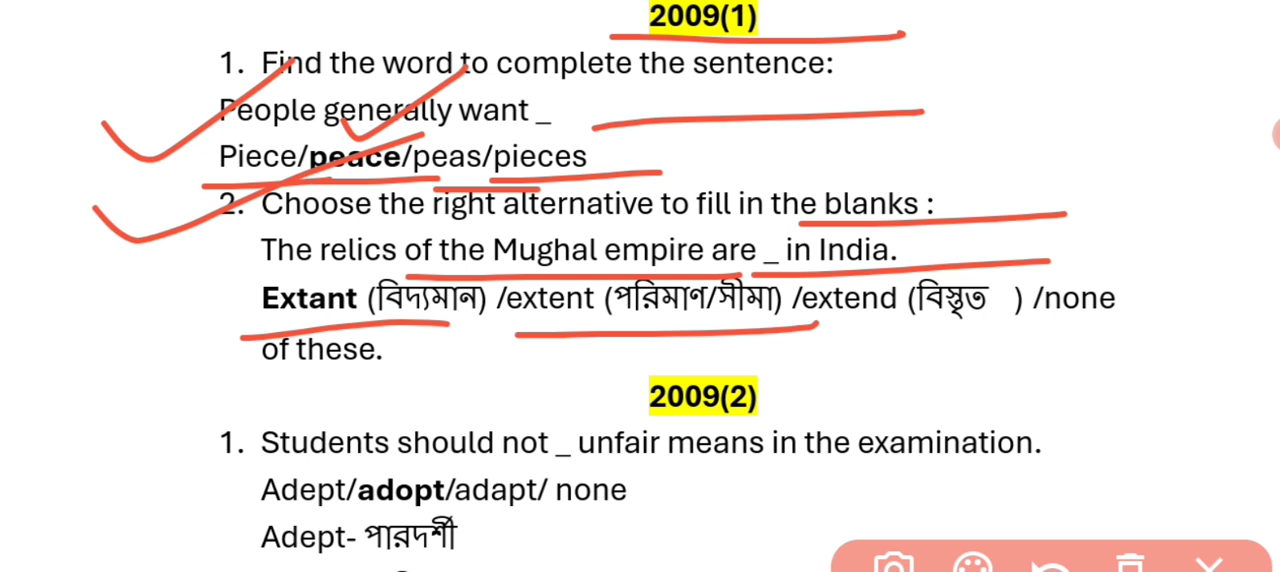 2009(1)
1. Find the word to complete the sentence:
People generally want _
Piece/peace/peas/pieces
2. Choose the right alternative to fill in the blanks :
The relics of the Mughal empire are _ in India.
Extant (বিদ্যমান) /extent (পরিমাণ/সীমা) /extend (বিস্তৃত ) /none
of these.
2009(2)
1. Students should not _ unfair means in the examination.
Adept/adopt/adapt/ none
Adept- পারদর্শী